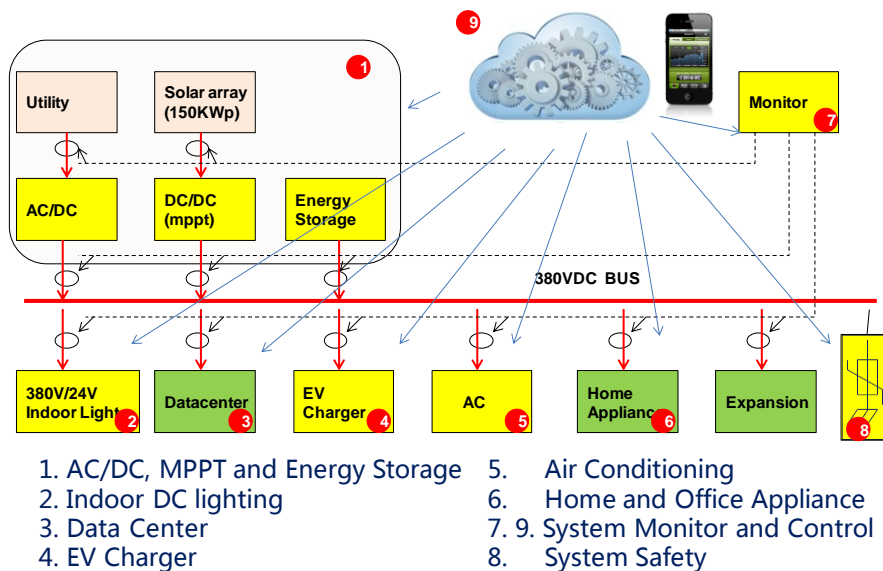 9
1
Utility
Solar array
(150KWp)
Monitor
7
AC/DC
DC/DC
(mppt)
Energy
Storage
380VDC BUS
380V/24V
Indoor Light
2
Datacenter
3
EV
Charger
4
AC
5
Home
Applianc
6
Expansion
8
1. AC/DC, MPPT and Energy Storage
2. Indoor DC lighting
3. Data Center
4. EV Charger
5. Air Conditioning
6. Home and Office Appliance
7. 9. System Monitor and Control
8. System Safety